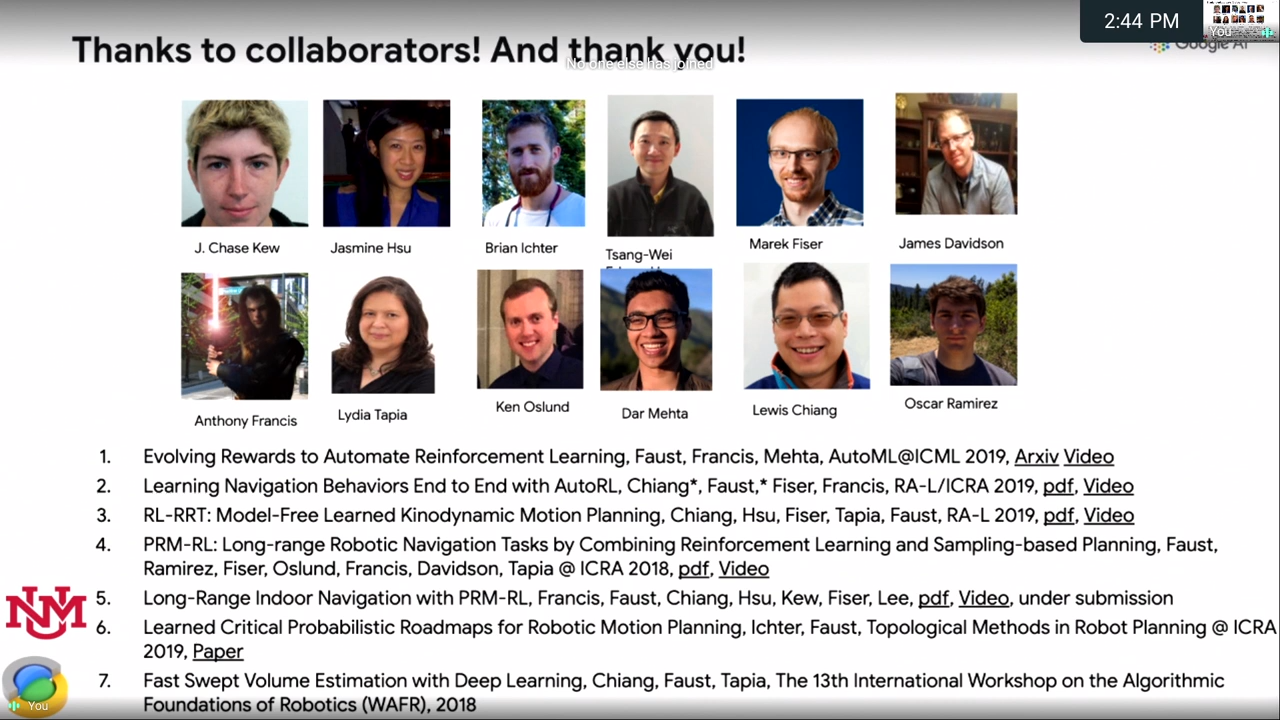 2:44 PM
You
Thanks to collaborators! And thank you!
No one else has joined
Google AI
J. Chase Kew
Jasmine Hsu
Brian Ichter
Tsang-Wei
Marek Fiser
James Davidson
Anthony Francis
Lydia Tapia
Ken Oslund
Dar Mehta
Lewis Chiang
Oscar Ramirez
1. Evolving Rewards to Automate Reinforcement Learning, Faust, Francis, Mehta, AutoML@ICML 2019, Arxiv Video
2. Learning Navigation Behaviors End to End with AutoRL, Chiang*, Faust,* Fiser, Francis, RA-L/ICRA 2019, pdf, Video
3. RL-RRT: Model-Free Learned Kinodynamic Motion Planning, Chiang, Hsu, Fiser, Tapia, Faust, RA-L 2019, pdf, Video
4. PRM-RL: Long-range Robotic Navigation Tasks by Combining Reinforcement Learning and Sampling-based Planning, Faust,
Ramirez, Fiser, Oslund, Francis, Davidson, Tapia @ ICRA 2018, pdf, Video
5. Long-Range Indoor Navigation with PRM-RL, Francis, Faust, Chiang, Hsu, Kew, Fiser, Lee, pdf, Video, under submission
6. Learned Critical Probabilistic Roadmaps for Robotic Motion Planning, Ichter, Faust, Topological Methods in Robot Planning @ ICRA
2019, Paper
7. Fast Swept Volume Estimation with Deep Learning, Chiang, Faust, Tapia, The 13th International Workshop on the Algorithmic
Foundations of Robotics (WAFR), 2018
UNM
You